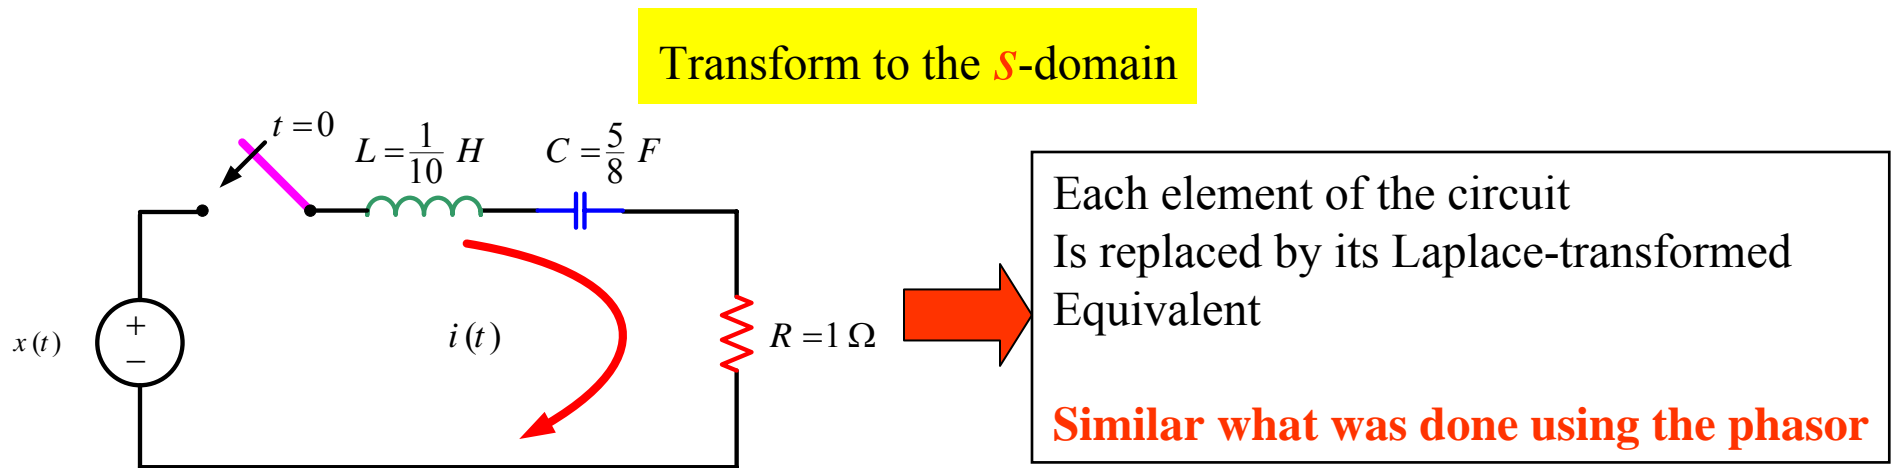 Transform to the s-domain
t = 0
L = 1/10 H
C = 5/8 F
x(t)
+
−
i(t)
R = 1 Ω
Each element of the circuit
Is replaced by its Laplace-transformed
Equivalent
Similar what was done using the phasor